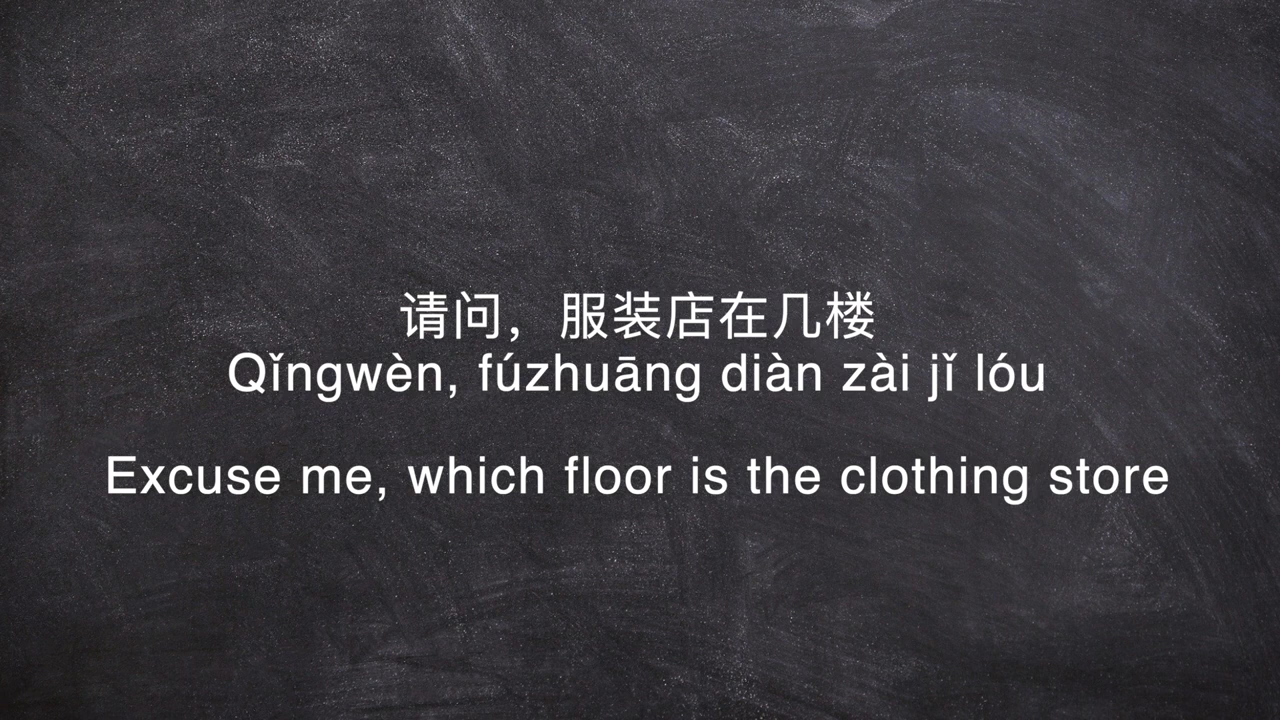 请问，服装店在几楼
Qǐngwèn, fúzhuāng diàn zài jǐ lóu
Excuse me, which floor is the clothing store